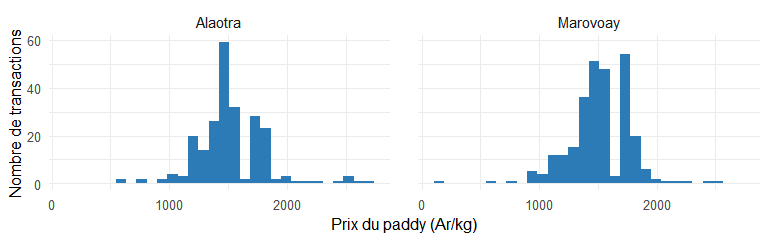 Alaotra
Marovoay
Nombre de transactions
60
40
20
0
0
1000
2000
0
1000
2000
Prix du paddy (Ar/kg)